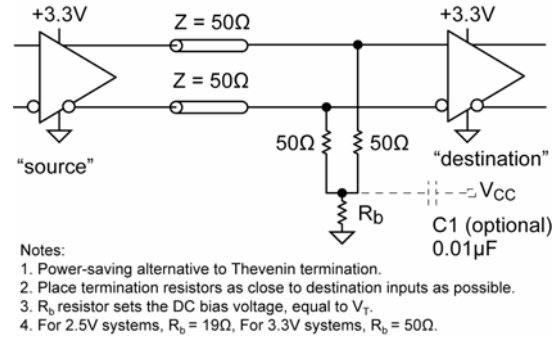 +3.3V +3.3V
Z = 50Ω
Z = 50Ω
50Ω 50Ω
"source" "destination"
Rb VCC
C1 (optional)
0.01µF
Notes:
1. Power-saving alternative to Thevenin termination.
2. Place termination resistors as close to destination inputs as possible.
3. Rb resistor sets the DC bias voltage, equal to VT.
4. For 2.5V systems, Rb = 19Ω, For 3.3V systems, Rb = 50Ω.